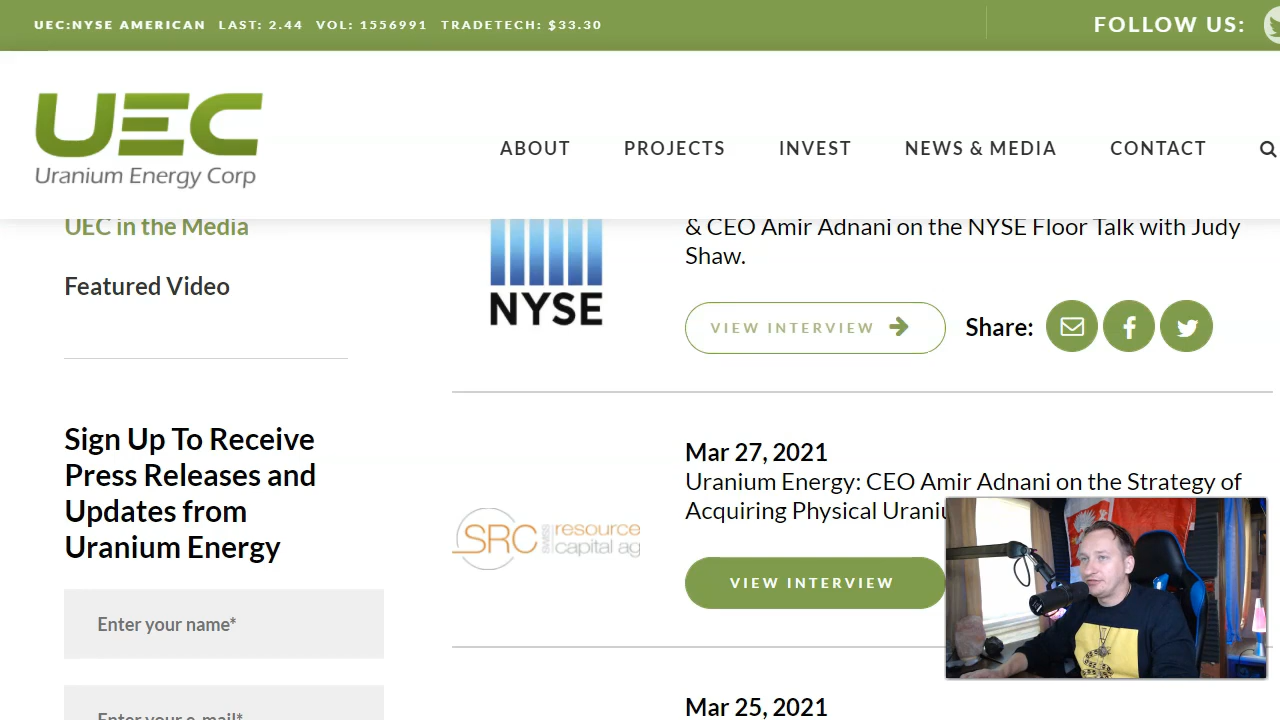 UEC:NYSE AMERICAN LAST: 2.44 VOL: 1556991 TRADETECH: $33.30
FOLLOW US:
UEC
Uranium Energy Corp
ABOUT PROJECTS INVEST NEWS & MEDIA CONTACT
UEC in the Media
Featured Video
Sign Up To Receive
Press Releases and
Updates from
Uranium Energy
Enter your name*
Enter your e-mail*
NYSE
& CEO Amir Adnani on the NYSE Floor Talk with Judy
Shaw.
VIEW INTERVIEW
Share:
SRC swiss resource
capital ag
Mar 27, 2021
Uranium Energy: CEO Amir Adnani on the Strategy of
Acquiring Physical
VIEW INTERVIEW
Mar 25, 2021